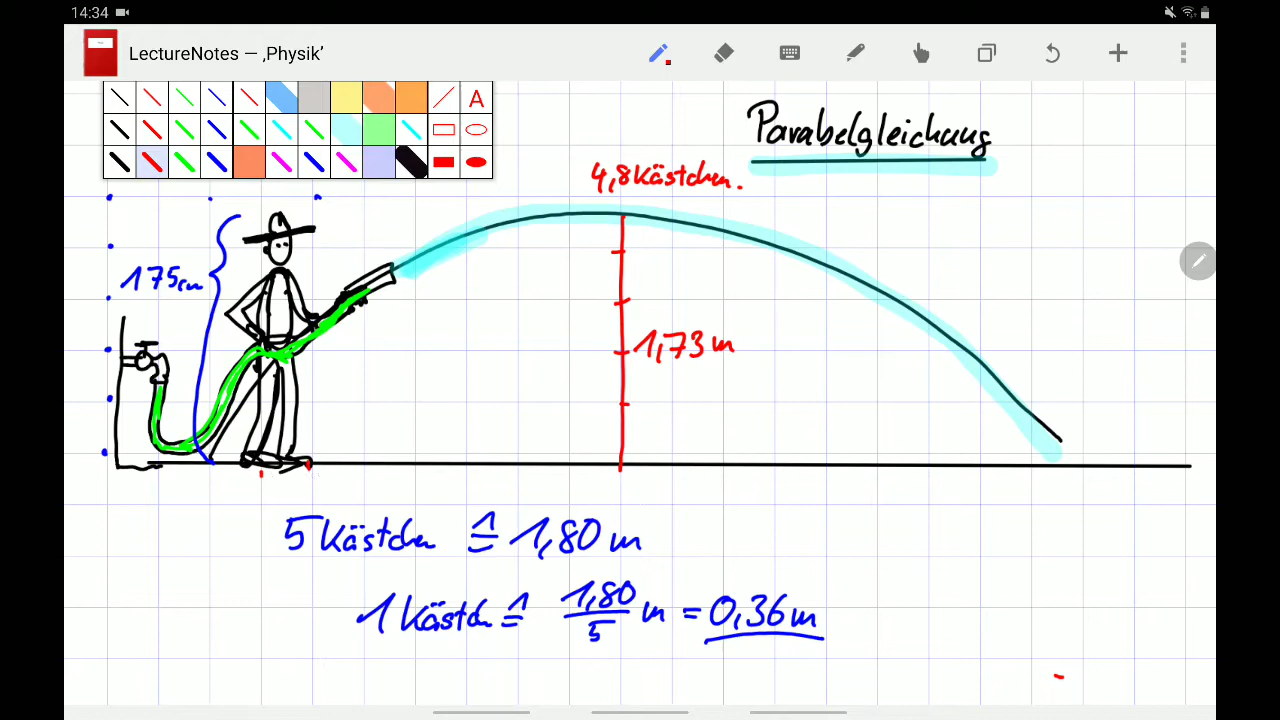 14:34
LectureNotes — ‚Physik‘
A
Parabelgleichung
4,8 Kästchen.
175cm
1,73 m
5 Kästchen ≙ 1,80 m
1 Kästch ≙ 1,80/5 m = 0,36 m